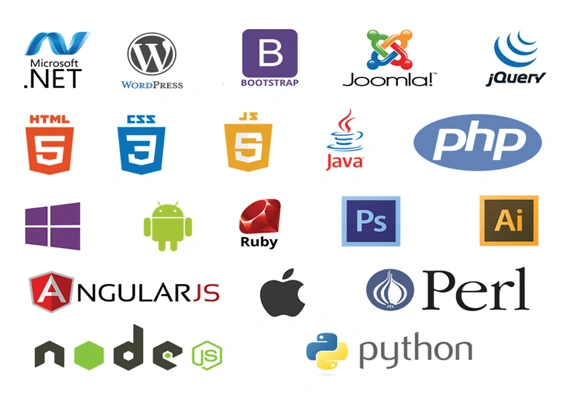 Microsoft
.NET
WORDPRESS
B
BOOTSTRAP
Joomla!™
jQuery
HTML
5
CSS
3
JS
5
Java
php
Ruby
Ps
Ai
ANGULARJS
Perl
node
JS
python